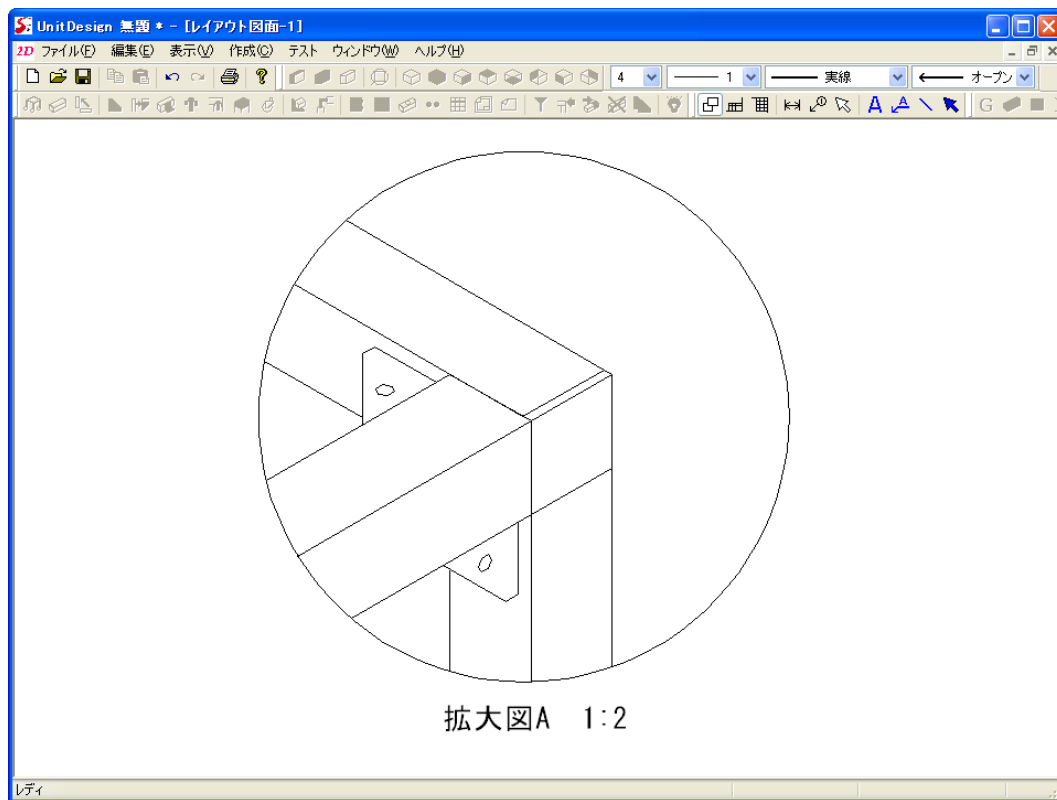 UnitDesign 無題 * - [レイアウト図面-1]
2D ファイル(F) 編集(E) 表示(V) 作成(C) テスト ウィンドウ(W) ヘルプ(H)
4 1 実線 オープン
A A G
拡大図A 1:2
レディ